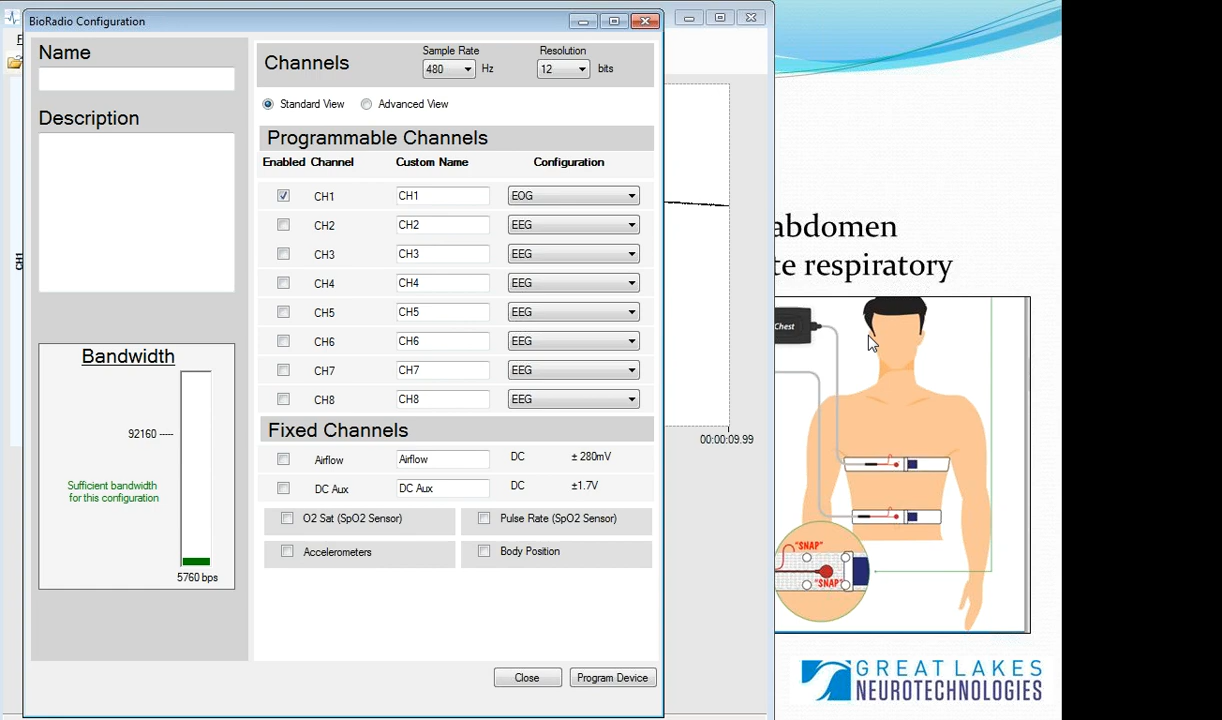 BioRadio Configuration
Name
Description
Bandwidth
92160
Sufficient bandwidth
for this configuration
5760 bps
Channels
Sample Rate
480 Hz
Resolution
12 bits
Standard View Advanced View
Programmable Channels
Enabled Channel Custom Name Configuration
CH1 CH1 EOG
CH2 CH2 EEG
CH3 CH3 EEG
CH4 CH4 EEG
CH5 CH5 EEG
CH6 CH6 EEG
CH7 CH7 EEG
CH8 CH8 EEG
Fixed Channels
Airflow Airflow DC ± 280mV
DC Aux DC Aux DC ±1.7V
O2 Sat (SpO2 Sensor) Pulse Rate (SpO2 Sensor)
Accelerometers Body Position
Close Program Device
CH1
00:00:09.99
abdomen
te respiratory
Chest
"SNAP"
"SNAP"
GREAT LAKES
NEUROTECHNOLOGIES